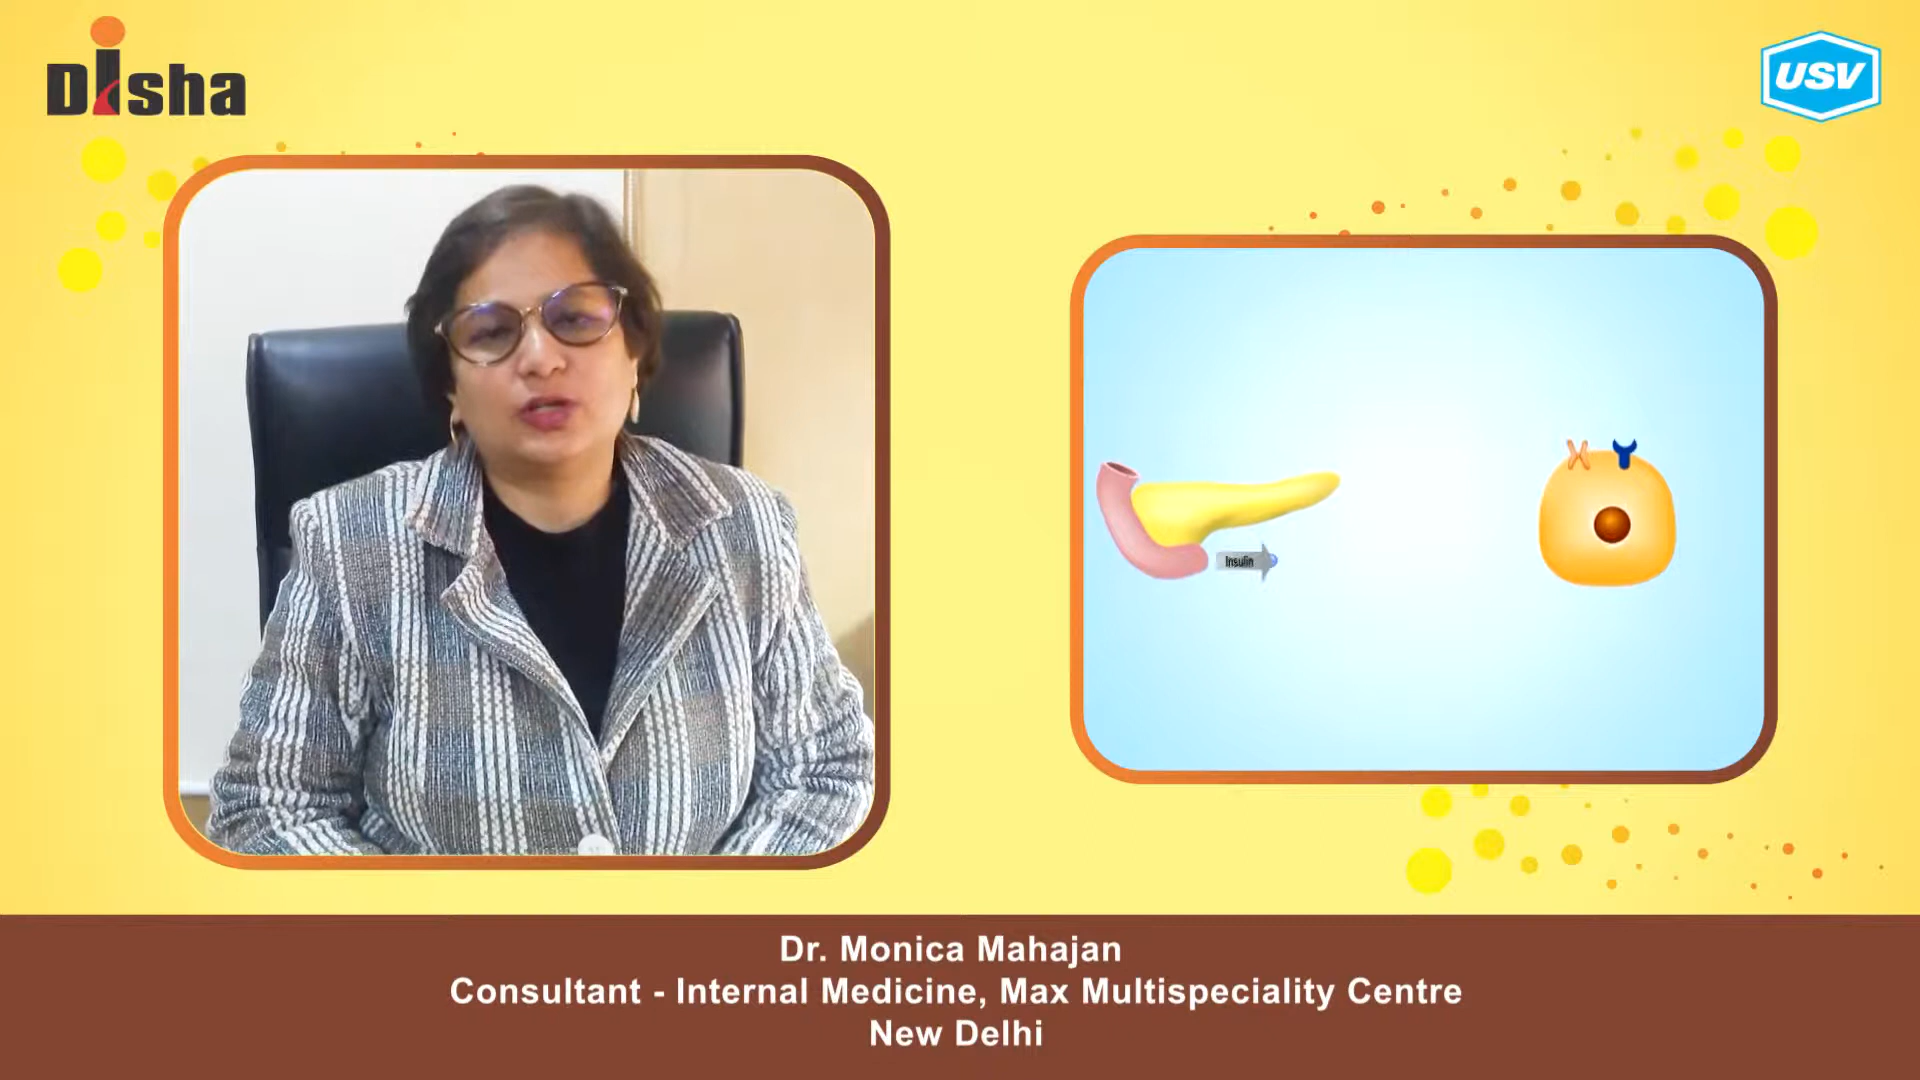 Disha
USV
Insulin
Dr. Monica Mahajan
Consultant - Internal Medicine, Max Multispeciality Centre
New Delhi